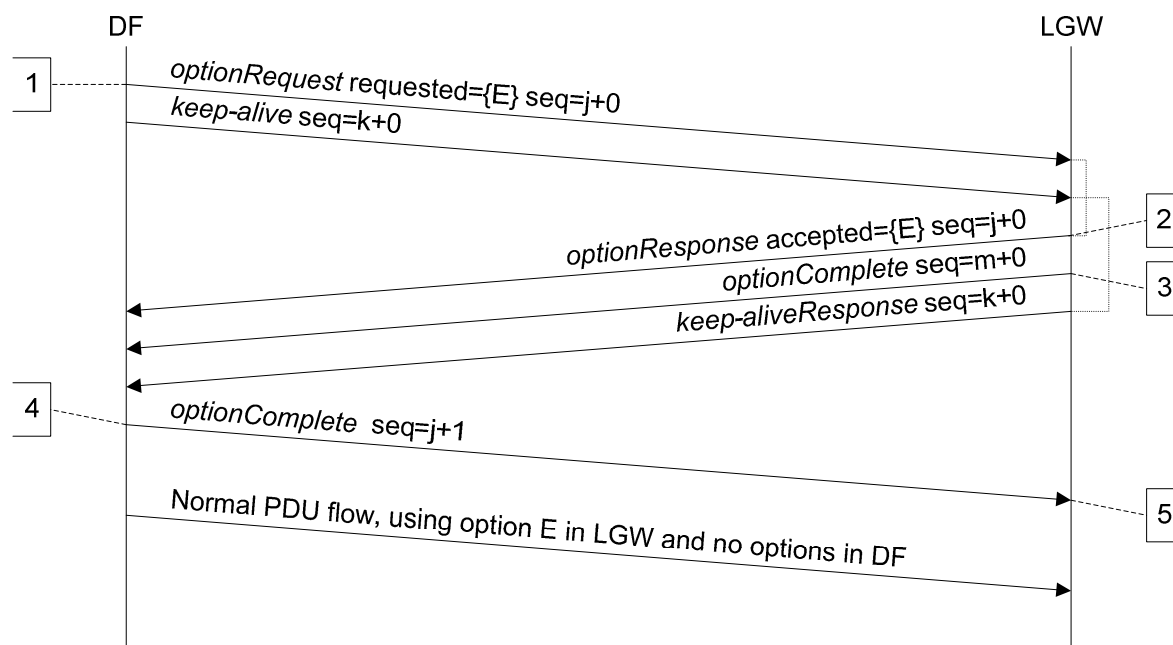 DF
LGW
1
optionRequest requested={E} seq=j+0
keep-alive seq=k+0
optionResponse accepted={E} seq=j+0
2
optionComplete seq=m+0
3
keep-aliveResponse seq=k+0
4
optionComplete seq=j+1
5
Normal PDU flow, using option E in LGW and no options in DF